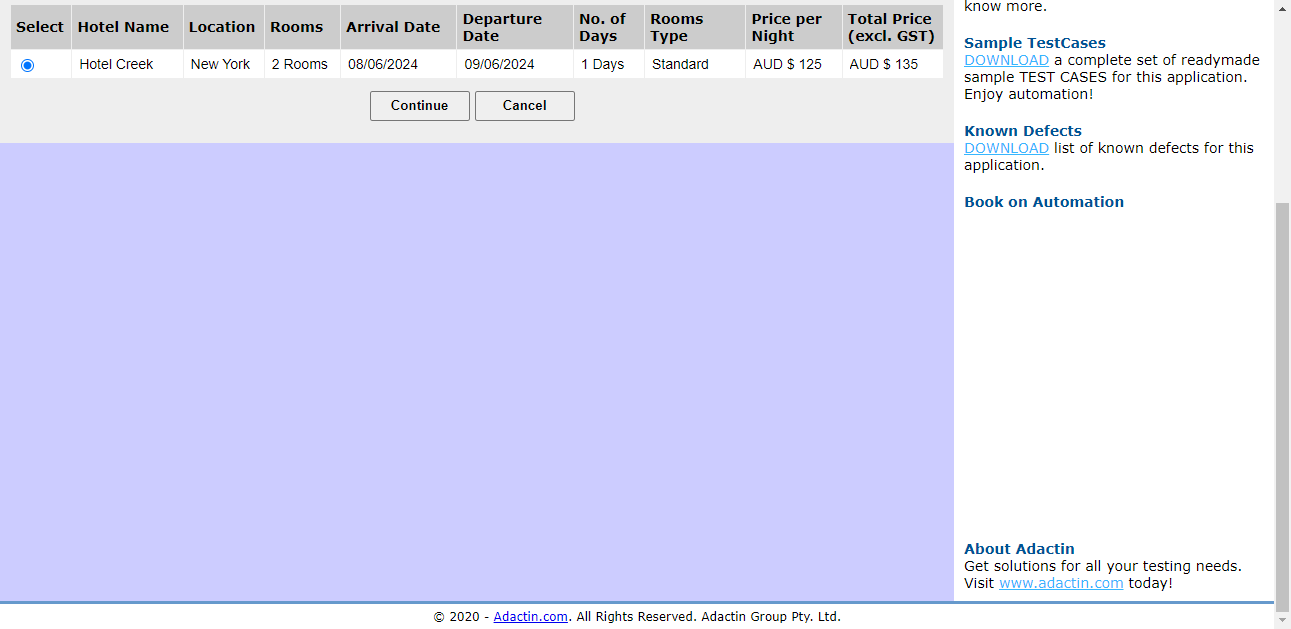 Select Hotel Name Location Rooms Arrival Date Departure Date No. of Days Rooms Type Price per Night Total Price (excl. GST)
Hotel Creek New York 2 Rooms 08/06/2024 09/06/2024 1 Days Standard AUD $ 125 AUD $ 135
Continue Cancel
know more.
Sample TestCases
DOWNLOAD a complete set of readymade
sample TEST CASES for this application.
Enjoy automation!
Known Defects
DOWNLOAD list of known defects for this
application.
Book on Automation
About Adactin
Get solutions for all your testing needs.
Visit www.adactin.com today!
© 2020 - Adactin.com. All Rights Reserved. Adactin Group Pty. Ltd.